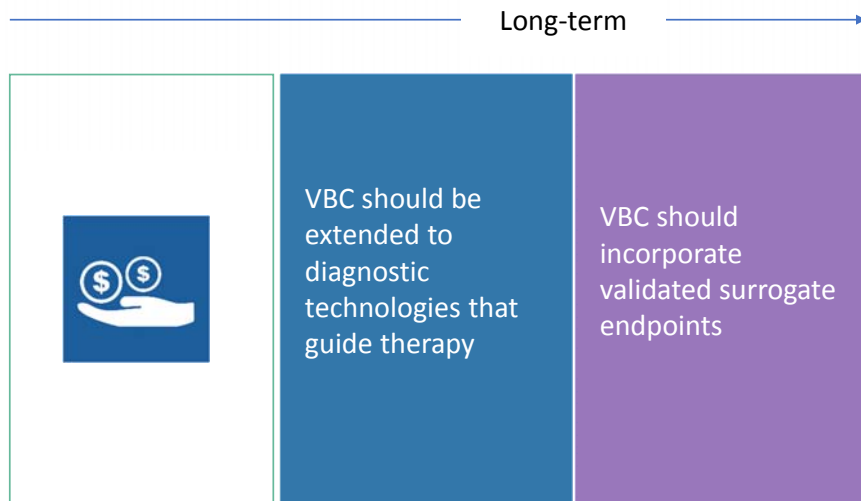 Long-term
$
$
VBC should be
extended to
diagnostic
technologies that
guide therapy
VBC should
incorporate
validated surrogate
endpoints